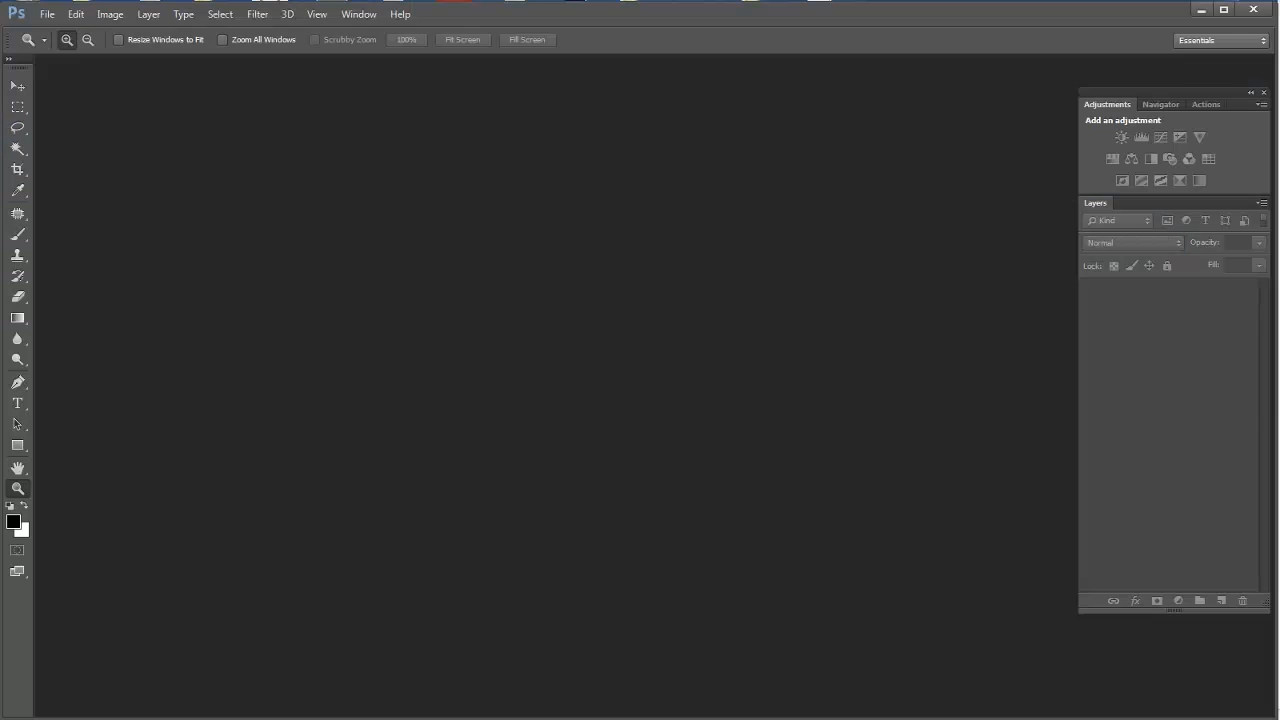 Ps File Edit Image Layer Type Select Filter 3D View Window Help
Resize Windows to Fit Zoom All Windows Scrubby Zoom 100% Fit Screen Fill Screen Essentials
Adjustments Navigator Actions
Add an adjustment
Layers
Kind
Normal Opacity:
Lock: Fill:
T
fx